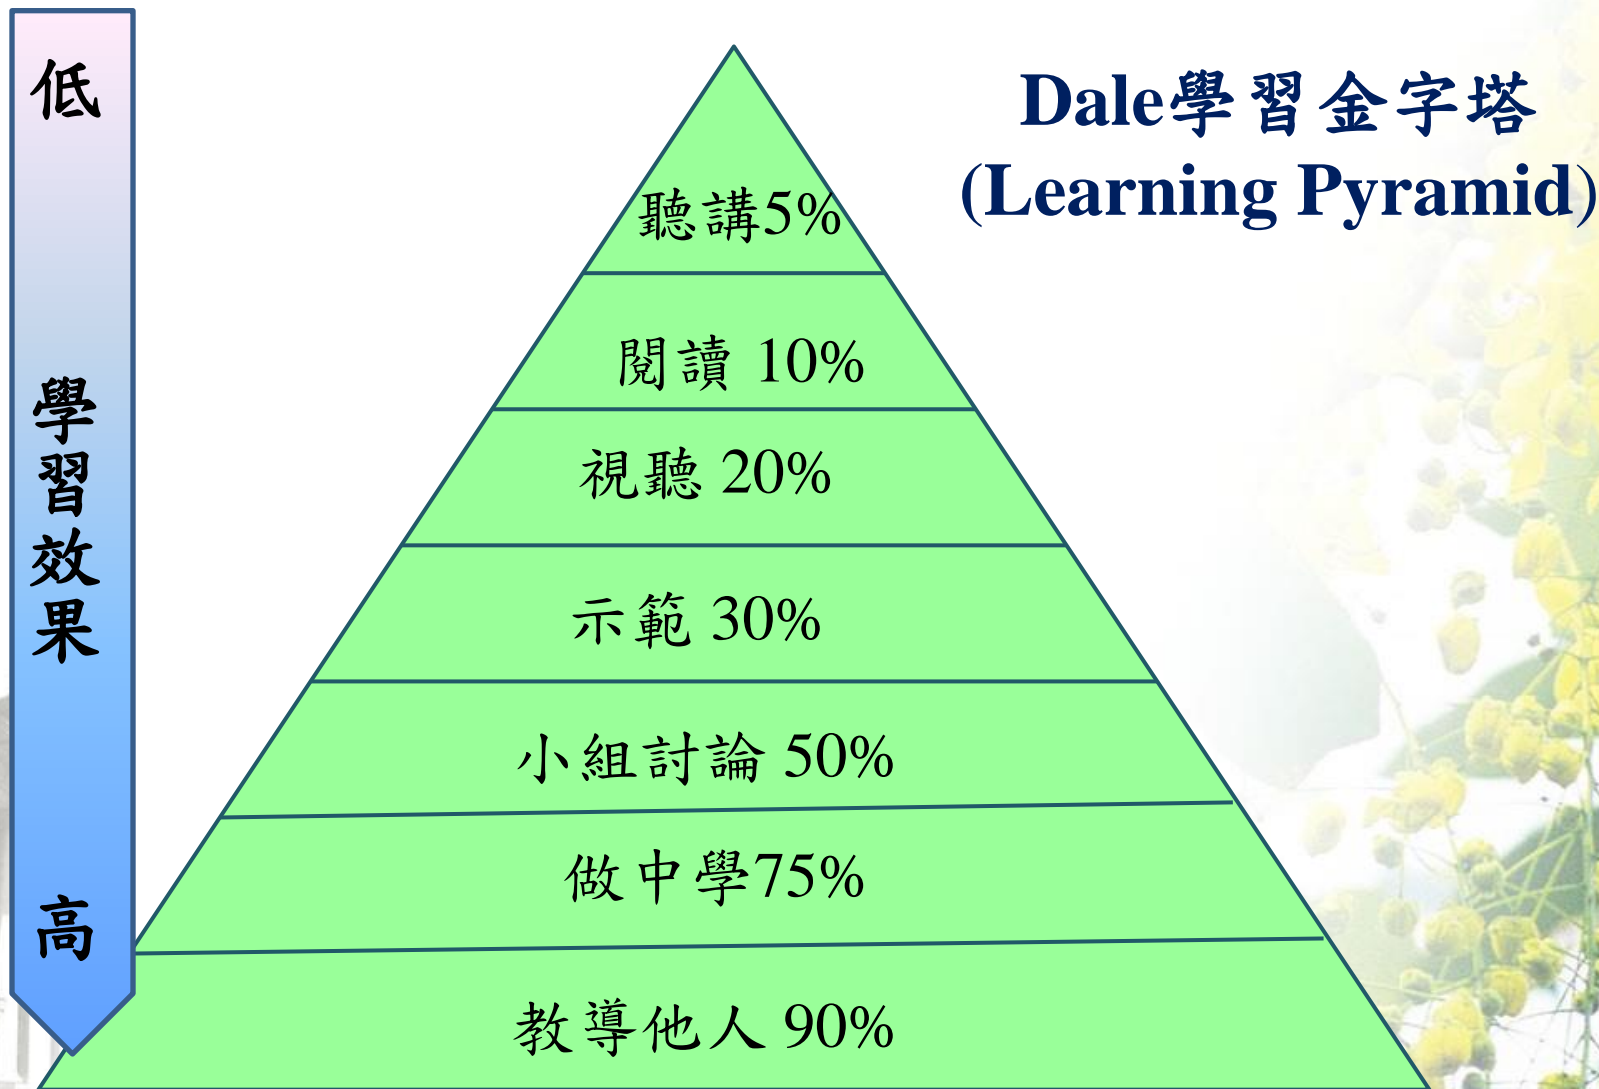 低
學習效果
高
Dale學習金字塔
(Learning Pyramid)
聽講5%
閱讀 10%
視聽 20%
示範 30%
小組討論 50%
做中學75%
教導他人 90%